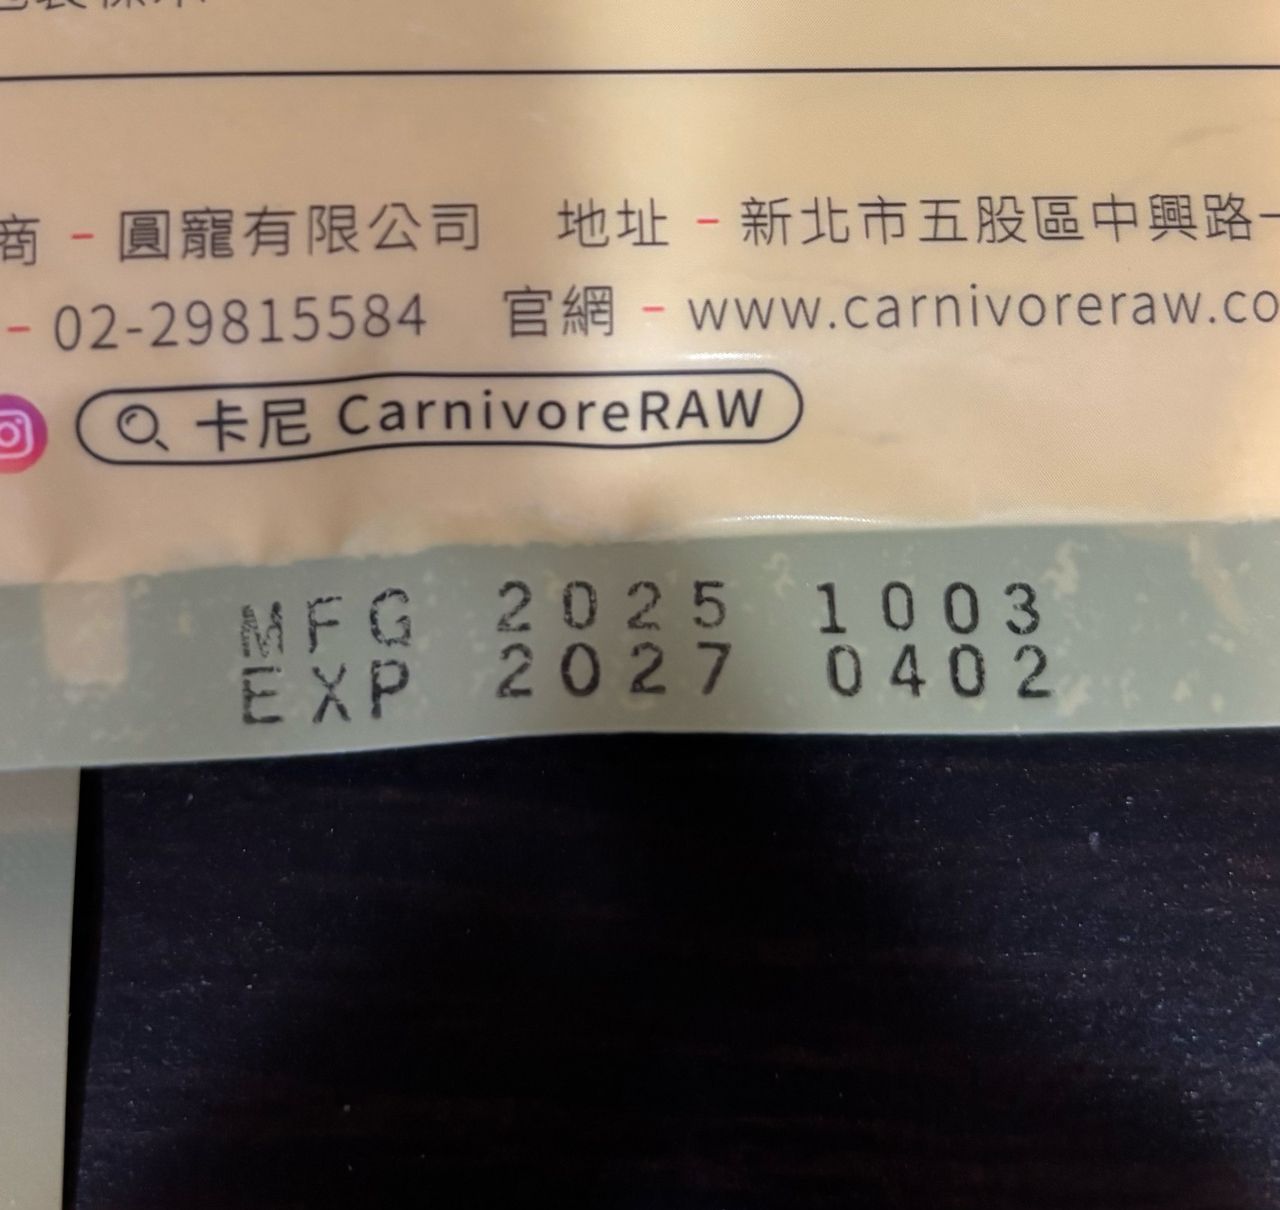 商 - 圓寵有限公司 地址 - 新北市五股區中興路
- 02-29815584 官網 - www.carnivoreraw.co
卡尼 CarnivoreRAW
MFG 2025 1003
EXP 2027 0402